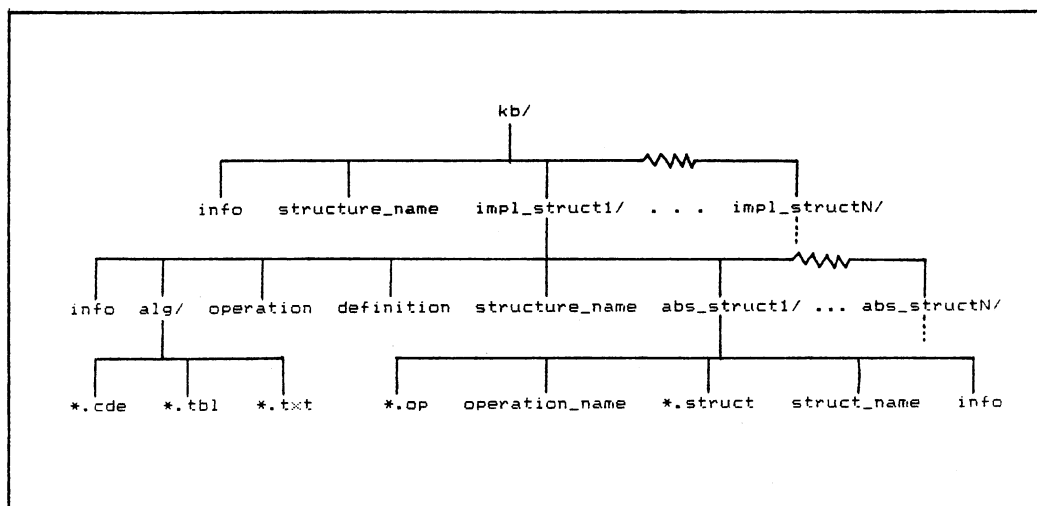 kb/
info structure_name impl_struct1/ . . . impl_structN/
info alg/ operation definition structure_name abs_struct1/ ... abs_structN/
*.cde *.tbl *.txt *.op operation_name *.struct struct_name info